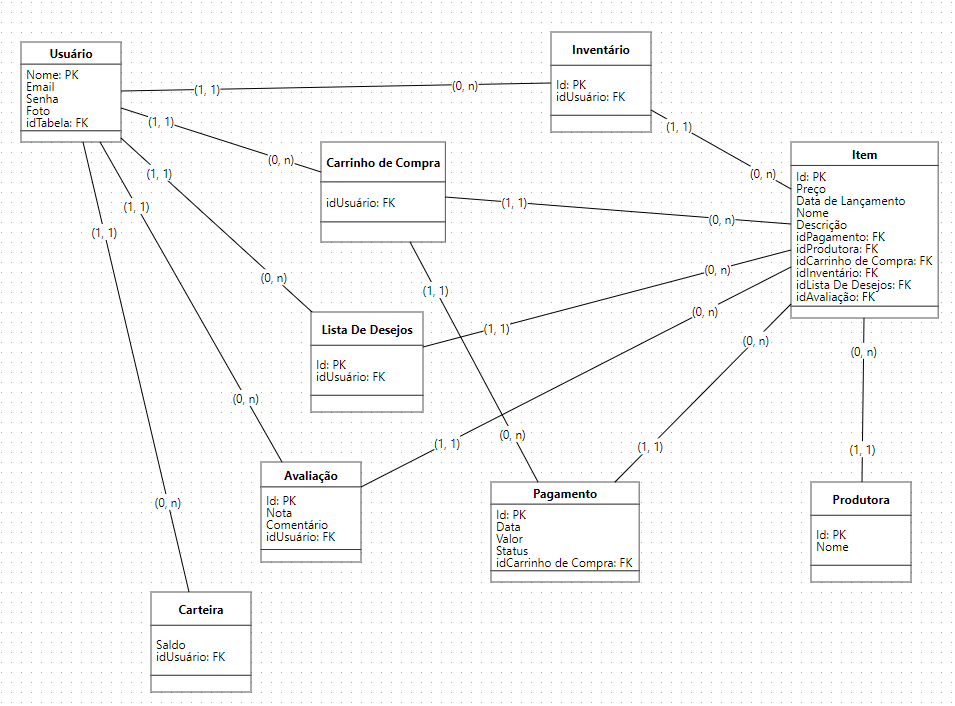 Usuário
Nome: PK
Email
Senha
Foto
idTabela: FK
Inventário
Id: PK
idUsuário: FK
(1, 1)
(0, n)
(1, 1)
(0, n)
Carrinho de Compra
idUsuário: FK
(1, 1)
(0, n)
Item
Id: PK
Preço
Data de Lançamento
Nome
Descrição
idPagamento: FK
idProdutora: FK
idCarrinho de Compra: FK
idInventário: FK
idLista De Desejos: FK
idAvaliação: FK
(1, 1)
(0, n)
(1, 1)
(0, n)
(1, 1)
(0, n)
(1, 1)
(0, n)
Lista De Desejos
Id: PK
idUsuário: FK
(1, 1)
(0, n)
(1, 1)
(0, n)
(1, 1)
(0, n)
(1, 1)
(0, n)
(0, n)
(1, 1)
Avaliação
Id: PK
Nota
Comentário
idUsuário: FK
Pagamento
Id: PK
Data
Valor
Status
idCarrinho de Compra: FK
Produtora
Id: PK
Nome
Carteira
Saldo
idUsuário: FK